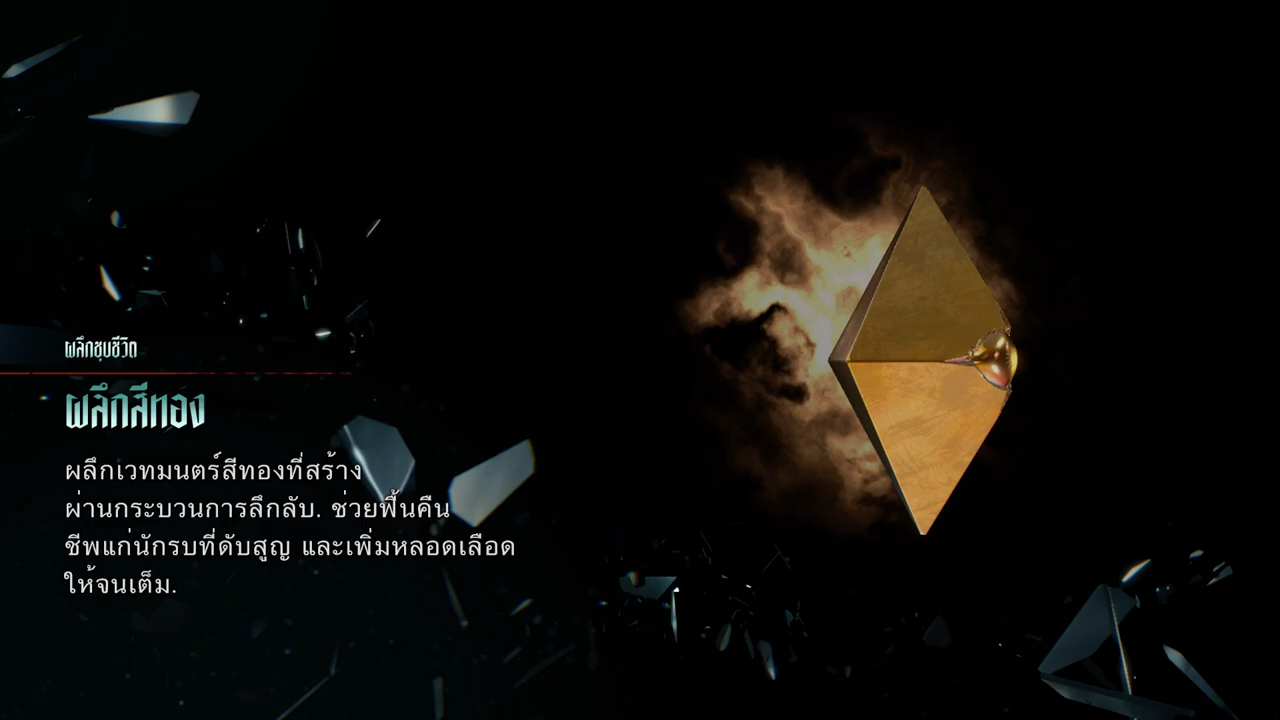 ผลึกชุบชีวิต
ผลึกสีทอง
ผลึกเวทมนตร์สีทองที่สร้าง
ผ่านกระบวนการลึกลับ. ช่วยฟื้นคืน
ชีพแก่นักรบที่ดับสูญ และเพิ่มหลอดเลือด
ให้จนเต็ม.